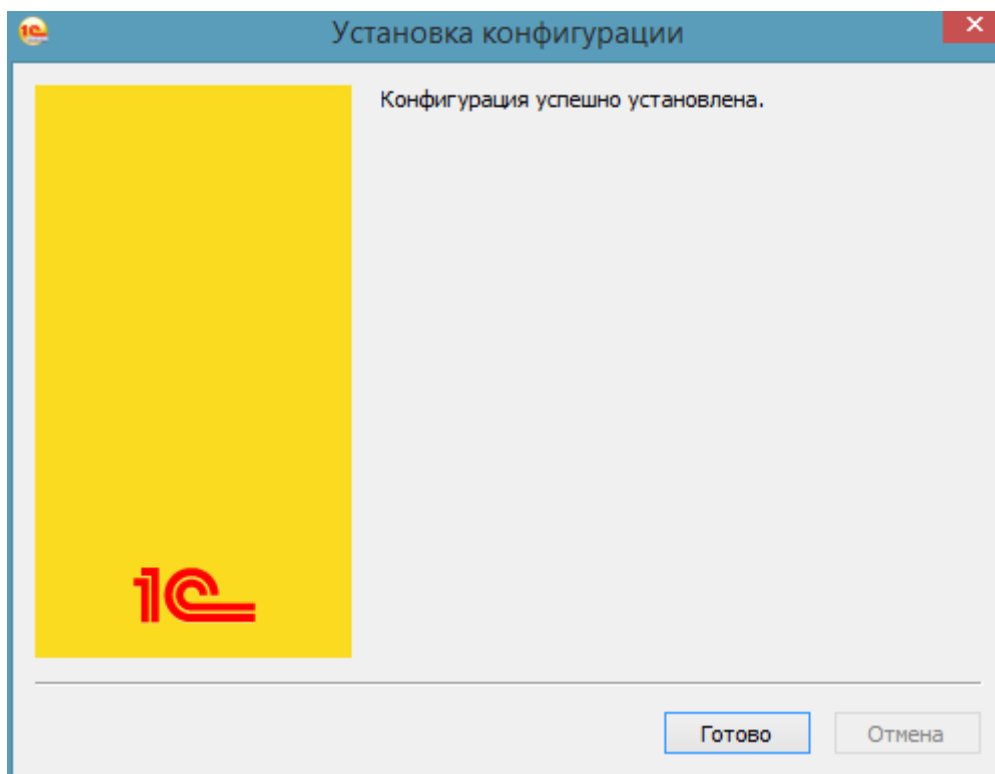 Установка конфигурации
Конфигурация успешно установлена.
1С
Готово
Отмена